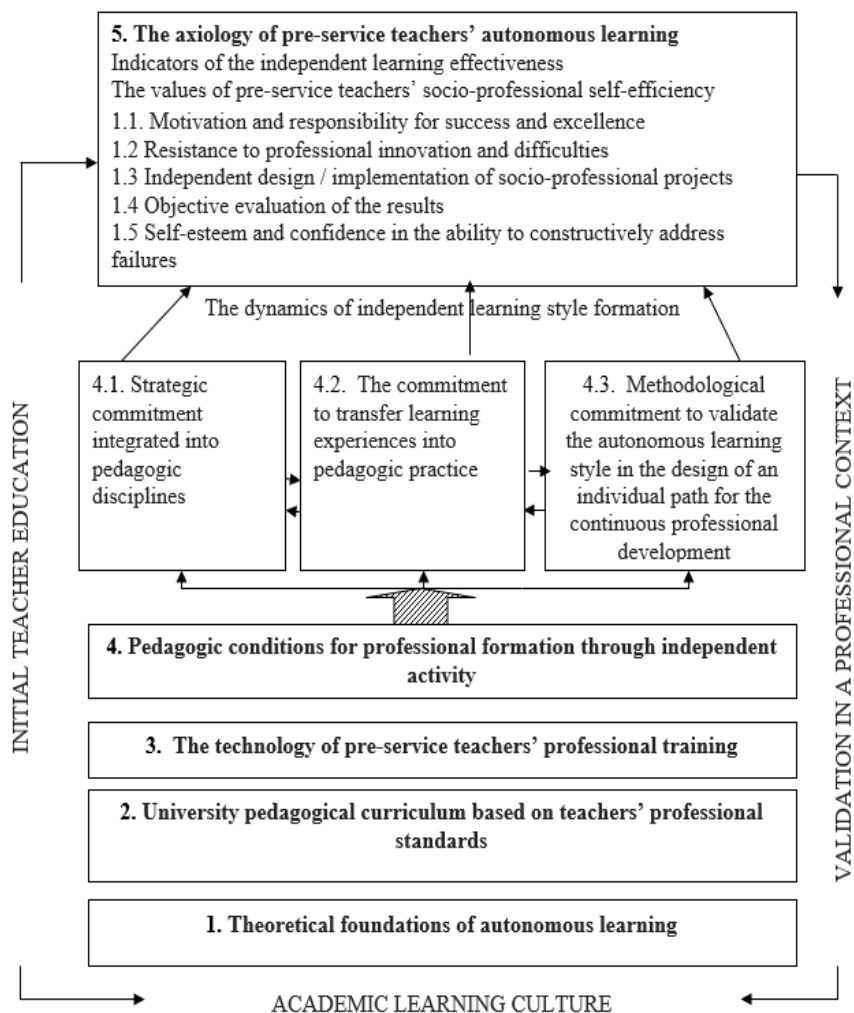 5. The axiology of pre-service teachers’ autonomous learning
Indicators of the independent learning effectiveness
The values of pre-service teachers’ socio-professional self-efficiency
1.1. Motivation and responsibility for success and excellence
1.2 Resistance to professional innovation and difficulties
1.3 Independent design / implementation of socio-professional projects
1.4 Objective evaluation of the results
1.5 Self-esteem and confidence in the ability to constructively address
failures
The dynamics of independent learning style formation
4.1. Strategic
commitment
integrated into
pedagogic
disciplines
4.2. The commitment
to transfer learning
experiences into
pedagogic practice
4.3. Methodological
commitment to validate
the autonomous learning
style in the design of an
individual path for the
continuous professional
development
4. Pedagogic conditions for professional formation through independent
activity
3. The technology of pre-service teachers’ professional training
2. University pedagogical curriculum based on teachers’ professional
standards
1. Theoretical foundations of autonomous learning
INITIAL TEACHER EDUCATION
VALIDATION IN A PROFESSIONAL CONTEXT
ACADEMIC LEARNING CULTURE